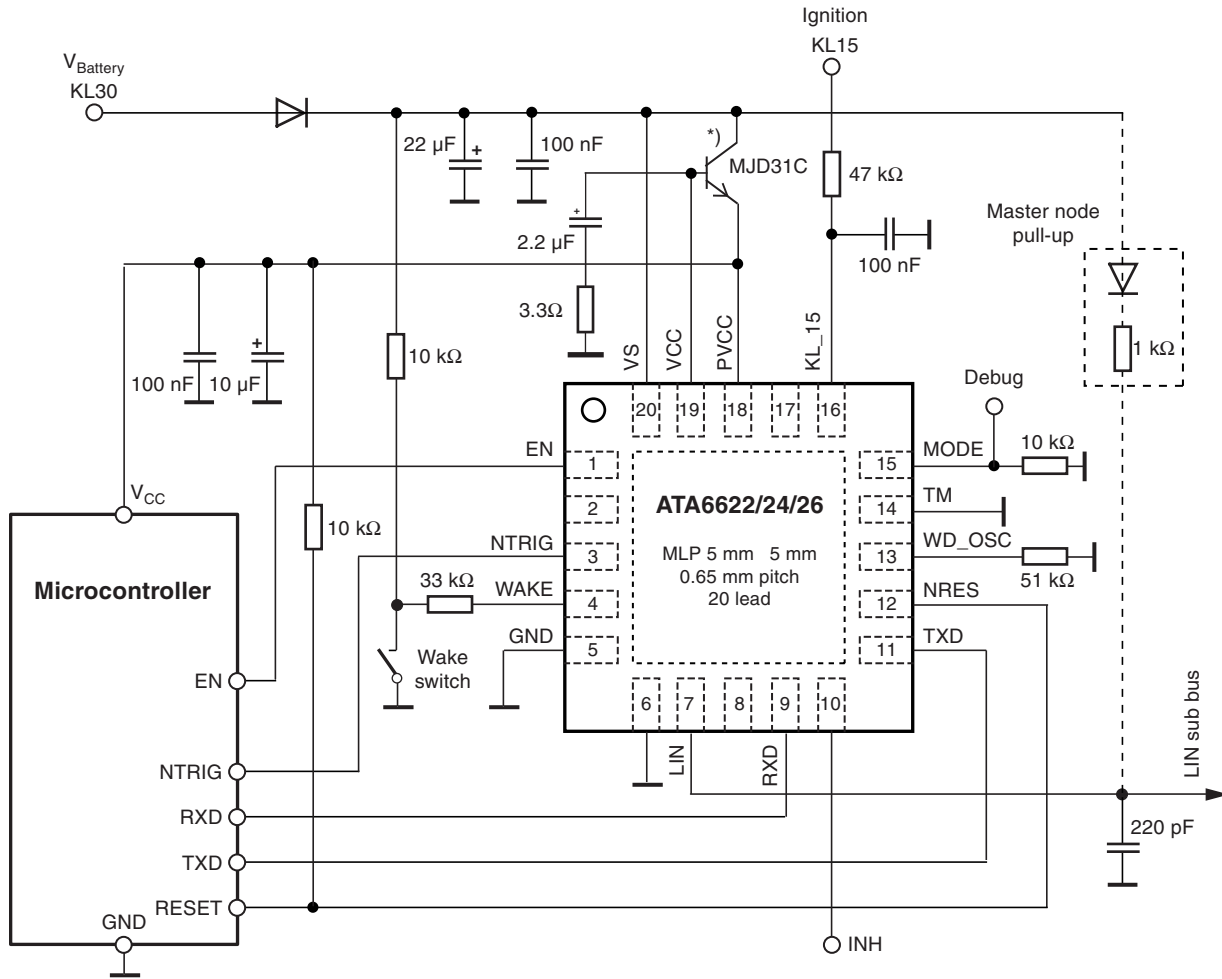 Ignition
KL15
V_Battery
KL30
22 µF
+
100 nF
*)
MJD31C
47 kΩ
+
2.2 µF
100 nF
Master node
pull-up
3.3Ω
10 kΩ
1 kΩ
+
100 nF
10 µF
VS
VCC
PVCC
KL_15
Debug
20
19
18
17
16
EN
1
15
MODE
10 kΩ
V_CC
10 kΩ
2
ATA6622/24/26
14
TM
NTRIG
3
MLP 5 mm 5 mm
0.65 mm pitch
20 lead
13
WD_OSC
51 kΩ
Microcontroller
33 kΩ
WAKE
4
12
NRES
GND
5
11
TXD
Wake
switch
EN
6
7
8
9
10
LIN
RXD
LIN sub bus
NTRIG
RXD
220 pF
TXD
RESET
GND
INH